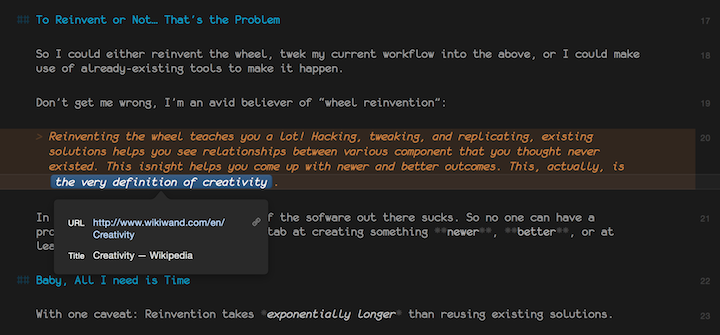 ## To Reinvent or Not… That's the Problem 17
So I could either reinvent the wheel, twek my current workflow into the above, or I could make 18
use of already-existing tools to make it happen.
Don't get me wrong, I'm an avid believer of "wheel reinvention": 19
> Reinventing the wheel teaches you a lot! Hacking, tweaking, and replicating, existing 20
solutions helps you see relationships between various component that you thought never
existed. This isnight helps you come up with newer and better outcomes. This, actually, is
the very definition of creativity.
In f the sofware out there sucks. So no one can have a 21
pro tab at creating something **newer**, **better**, or at
lea
URL http://www.wikiwand.com/en/
Creativity
Title Creativity — Wikipedia
## Baby, All I need is Time 22
With one caveat: Reinvention takes *exponentially longer* than reusing existing solutions. 23